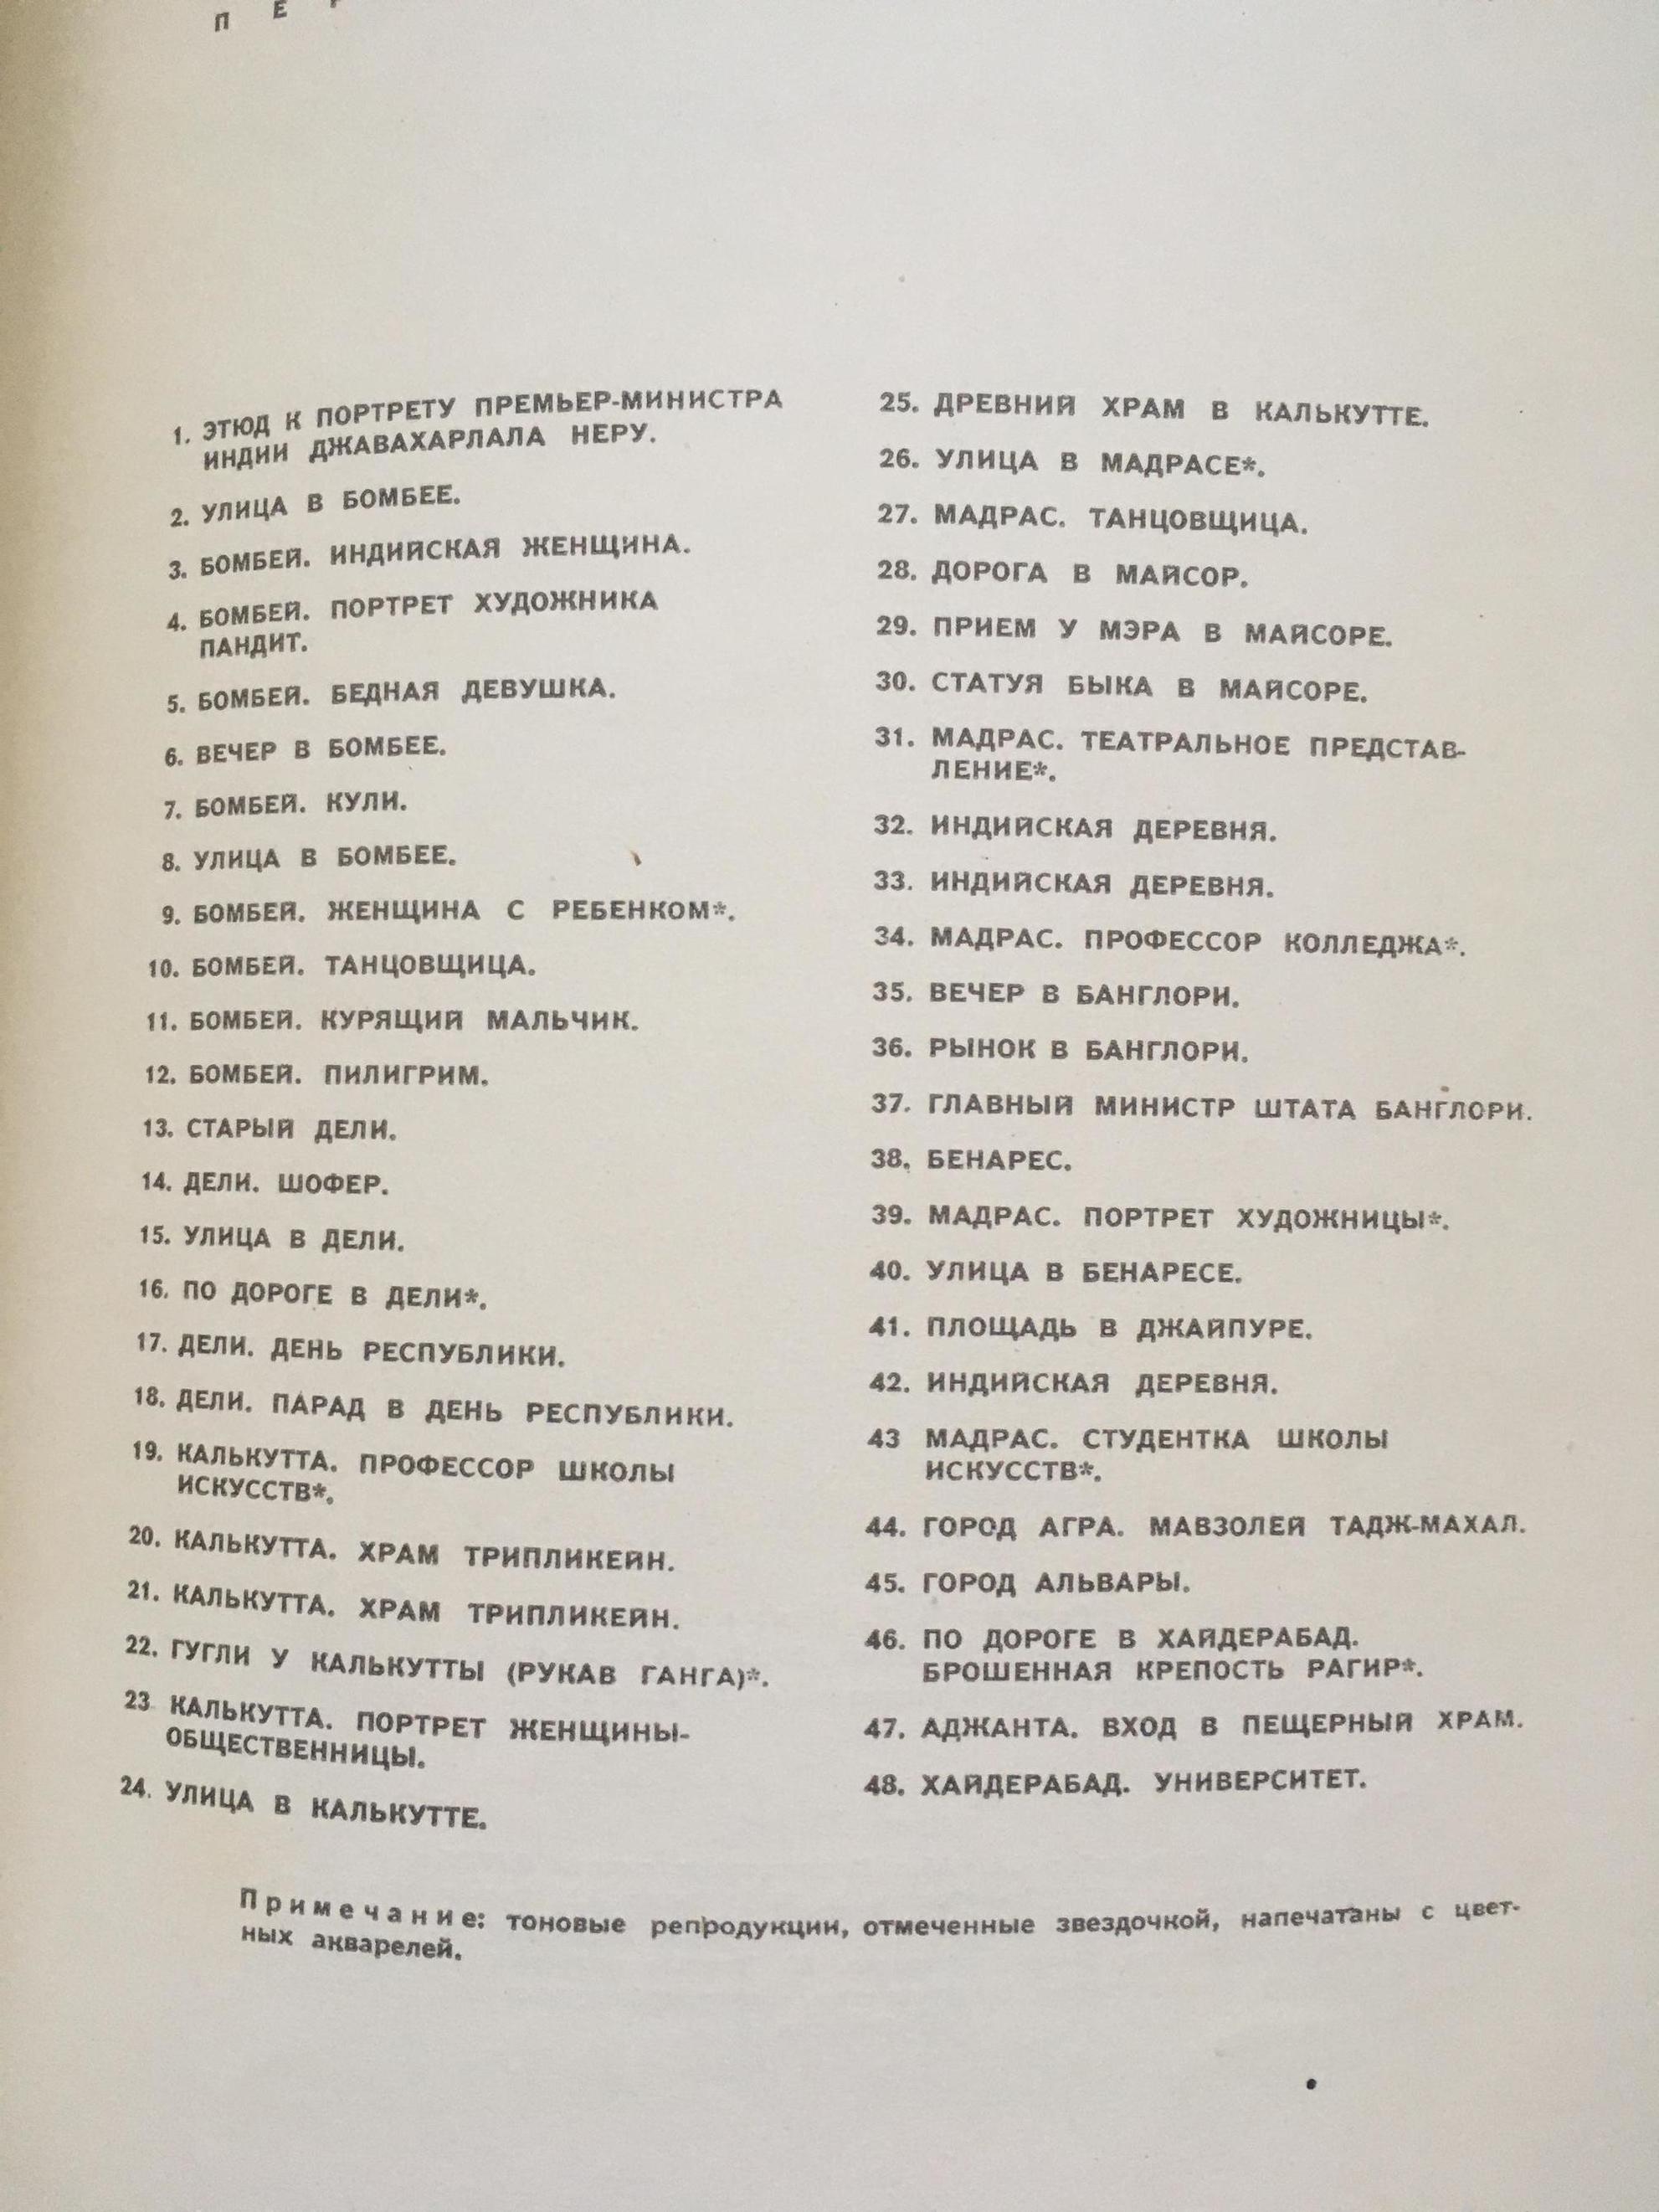 П Е
1. ЭТЮД К ПОРТРЕТУ ПРЕМЬЕР-МИНИСТРА
ИНДИИ ДЖАВАХАРЛАЛА НЕРУ.
2. УЛИЦА В БОМБЕЕ.
3. БОМБЕЙ. ИНДИЙСКАЯ ЖЕНЩИНА.
4. БОМБЕЙ. ПОРТРЕТ ХУДОЖНИКА
ПАНДИТ.
5. БОМБЕЙ. БЕДНАЯ ДЕВУШКА.
6. ВЕЧЕР В БОМБЕЕ.
7. БОМБЕЙ. КУЛИ.
8. УЛИЦА В БОМБЕЕ.
9. БОМБЕЙ. ЖЕНЩИНА С РЕБЕНКОМ*.
10. БОМБЕЙ. ТАНЦОВЩИЦА.
11. БОМБЕЙ. КУРЯЩИЙ МАЛЬЧИК.
12. БОМБЕЙ. ПИЛИГРИМ.
13. СТАРЫЙ ДЕЛИ.
14. ДЕЛИ. ШОФЕР.
15. УЛИЦА В ДЕЛИ.
16. ПО ДОРОГЕ В ДЕЛИ*.
17. ДЕЛИ. ДЕНЬ РЕСПУБЛИКИ.
18. ДЕЛИ. ПАРАД В ДЕНЬ РЕСПУБЛИКИ.
19. КАЛЬКУТТА. ПРОФЕССОР ШКОЛЫ
ИСКУССТВ*.
20. КАЛЬКУТТА. ХРАМ ТРИПЛИКЕЙН.
21. КАЛЬКУТТА. ХРАМ ТРИПЛИКЕЙН.
22. ГУГЛИ У КАЛЬКУТТЫ (РУКАВ ГАНГА)*.
23 КАЛЬКУТТА. ПОРТРЕТ ЖЕНЩИНЫ-
ОБЩЕСТВЕННИЦЫ.
24. УЛИЦА В КАЛЬКУТТЕ.
25. ДРЕВНИЙ ХРАМ В КАЛЬКУТТЕ.
26. УЛИЦА В МАДРАСЕ*.
27. МАДРАС. ТАНЦОВЩИЦА.
28. ДОРОГА В МАЙСОР.
29. ПРИЕМ У МЭРА В МАЙСОРЕ.
30. СТАТУЯ БЫКА В МАЙСОРЕ.
31. МАДРАС. ТЕАТРАЛЬНОЕ ПРЕДСТАВ-
ЛЕНИЕ*.
32. ИНДИЙСКАЯ ДЕРЕВНЯ.
33. ИНДИЙСКАЯ ДЕРЕВНЯ.
34. МАДРАС. ПРОФЕССОР КОЛЛЕДЖА*.
35. ВЕЧЕР В БАНГЛОРИ.
36. РЫНОК В БАНГЛОРИ.
37. ГЛАВНЫЙ МИНИСТР ШТАТА БАНГЛОРИ.
38. БЕНАРЕС.
39. МАДРАС. ПОРТРЕТ ХУДОЖНИЦЫ*.
40. УЛИЦА В БЕНАРЕСЕ.
41. ПЛОЩАДЬ В ДЖАЙПУРЕ.
42. ИНДИЙСКАЯ ДЕРЕВНЯ.
43 МАДРАС. СТУДЕНТКА ШКОЛЫ
ИСКУССТВ*.
44. ГОРОД АГРА. МАВЗОЛЕЙ ТАДЖ-МАХАЛ.
45. ГОРОД АЛЬВАРЫ.
46. ПО ДОРОГЕ В ХАЙДЕРАБАД.
БРОШЕННАЯ КРЕПОСТЬ РАГИР*.
47. АДЖАНТА. ВХОД В ПЕЩЕРНЫЙ ХРАМ.
48. ХАЙДЕРАБАД. УНИВЕРСИТЕТ.
Примечание: тоновые репродукции, отмеченные звездочкой, напечатаны с цвет-
ных акварелей.